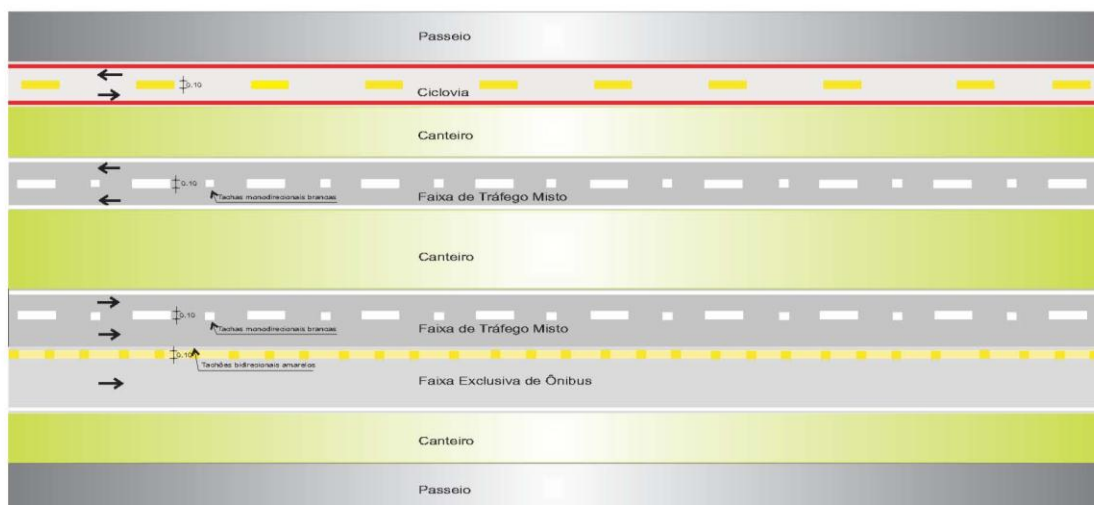 Passeio
0.10
Ciclovia
Canteiro
0.10
Tachas monodirecionais brancas
Faixa de Tráfego Misto
Canteiro
0.10
Tachas monodirecionais brancas
Faixa de Tráfego Misto
0.10
Tachões bidirecionais amarelos
Faixa Exclusiva de Ônibus
Canteiro
Passeio